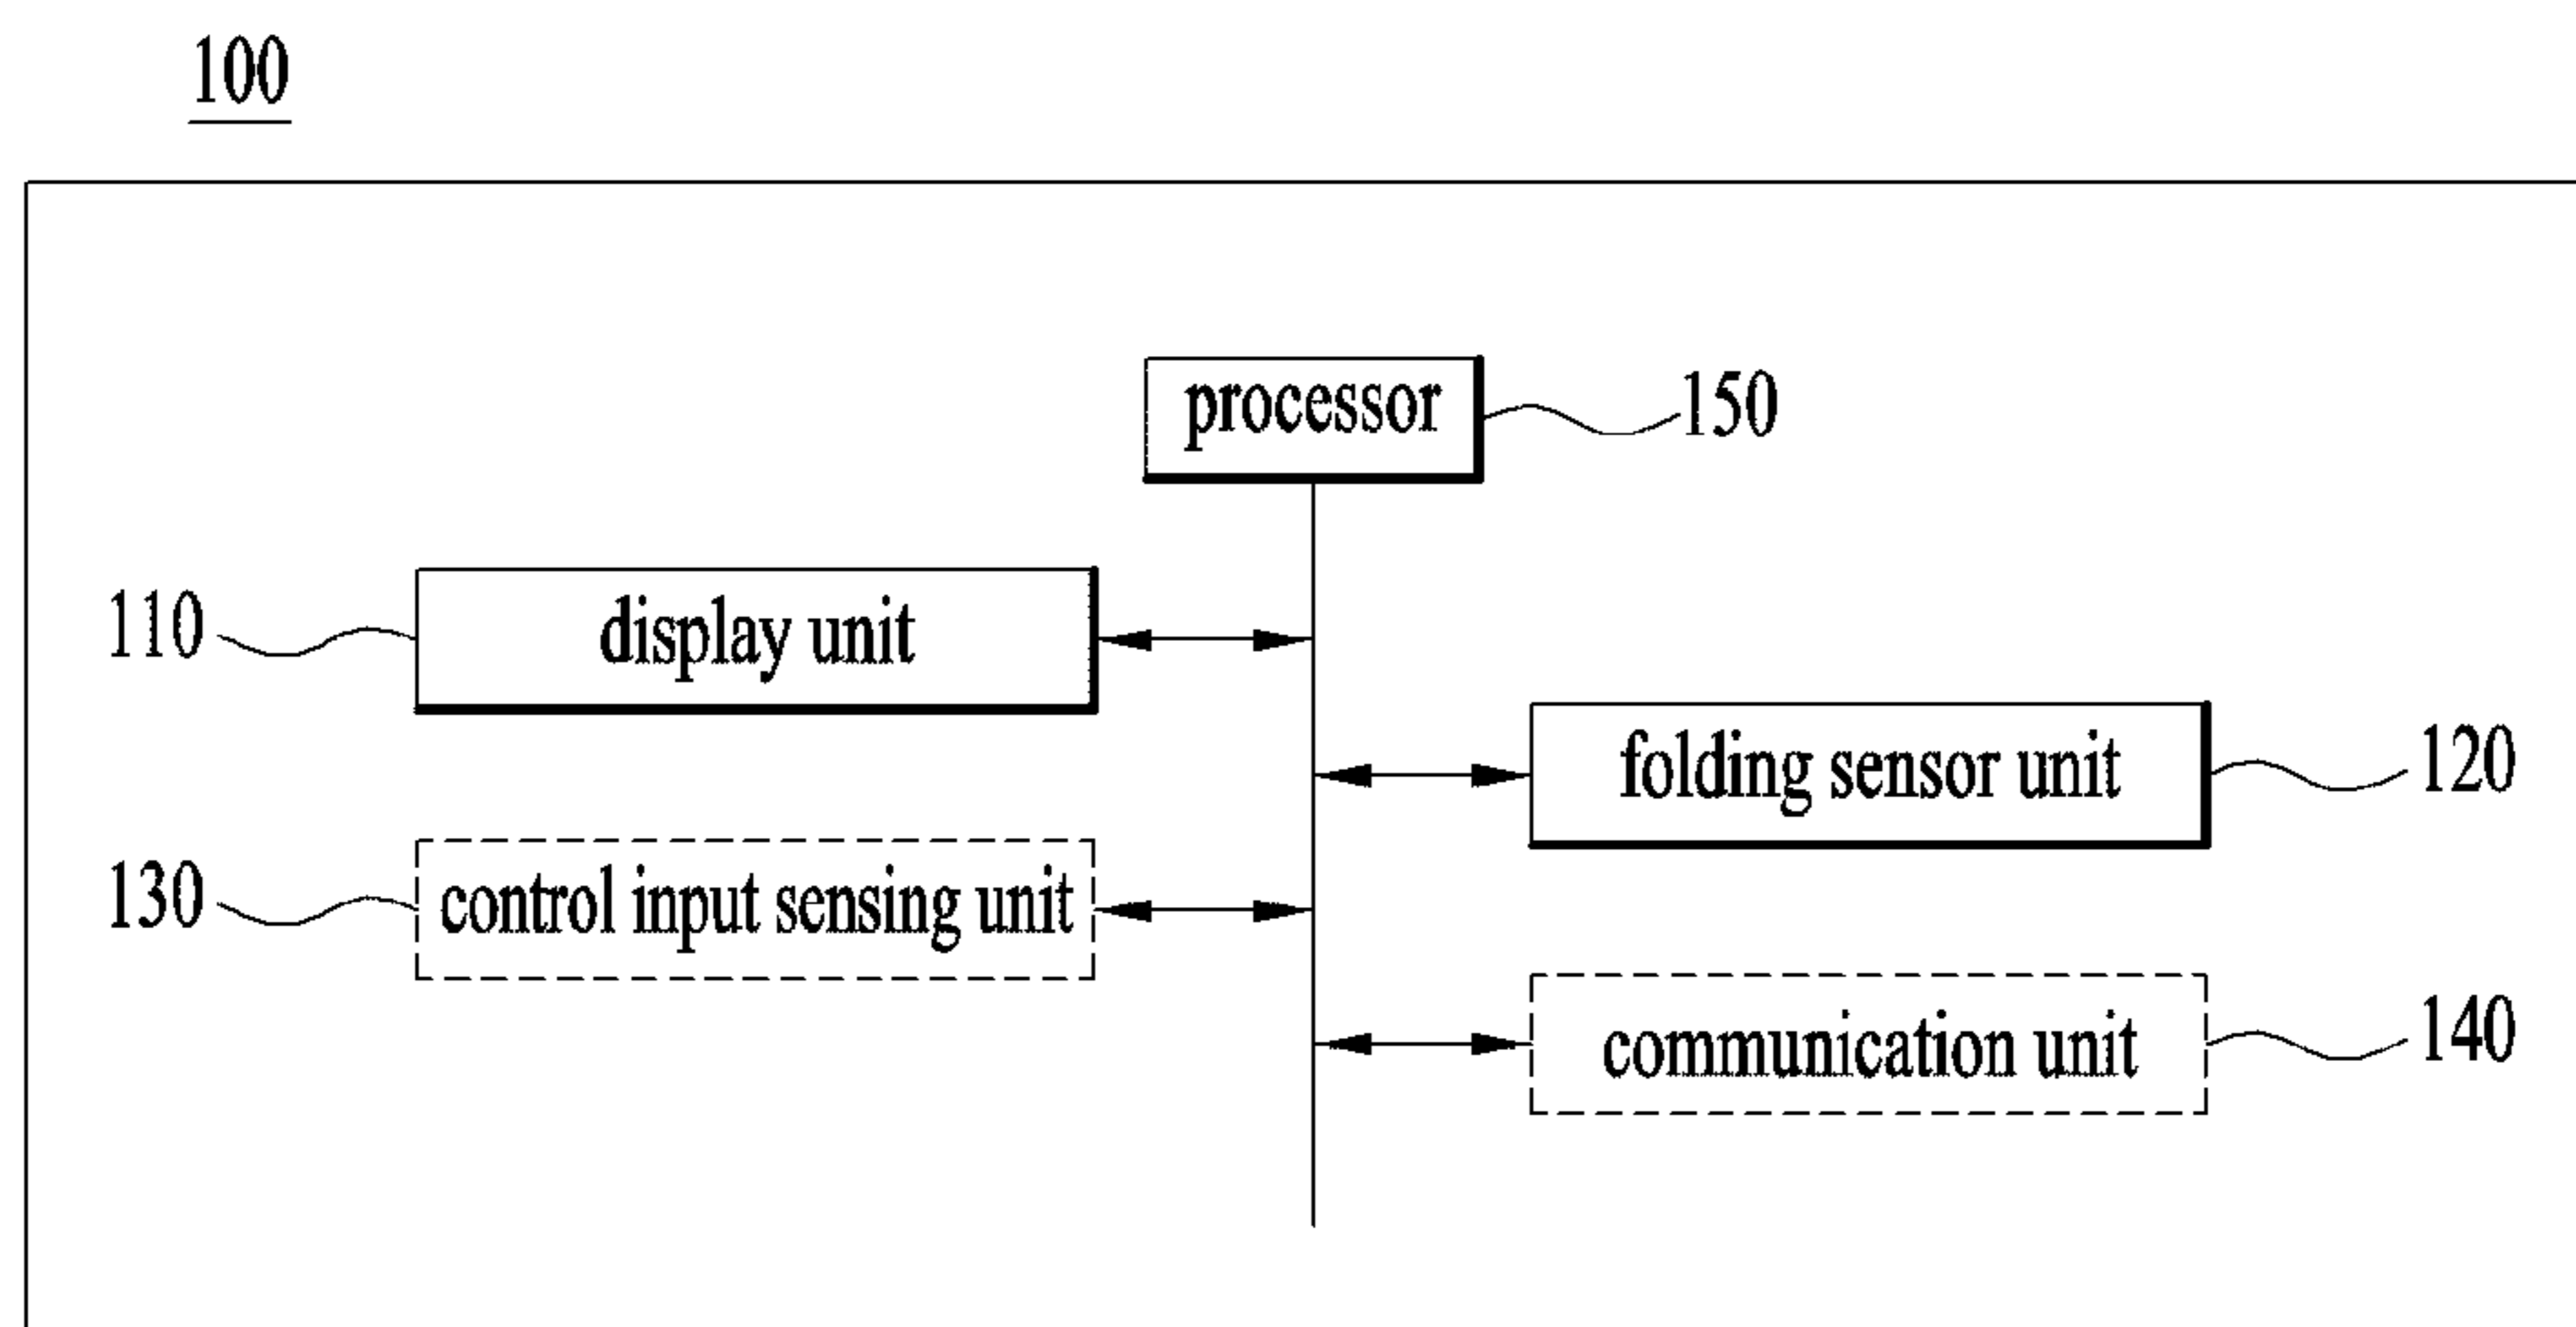 100
processor
150
110
display unit
folding sensor unit
120
130
control input sensing unit
communication unit
140